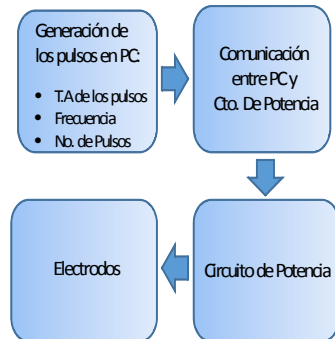 Generación de
los pulsos en PC:
• T.A de los pulsos
• Frecuencia
• No. de Pulsos
Comunicación
entre PC y
Cto. De Potencia
Circuito de Potencia
Electrodos